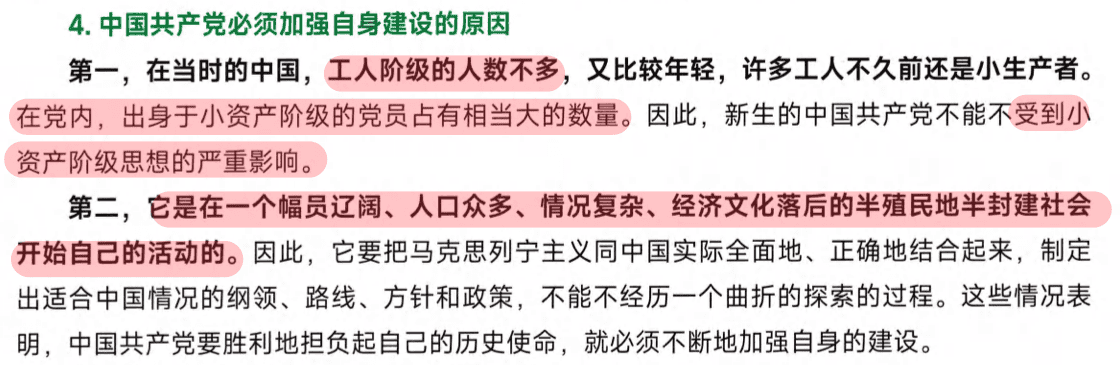 4. 中国共产党必须加强自身建设的原因
第一，在当时的中国，工人阶级的人数不多，又比较年轻，许多工人不久前还是小生产者。
在党内，出身于小资产阶级的党员占有相当大的数量。因此，新生的中国共产党不能不受到小
资产阶级思想的严重影响。
第二，它是在一个幅员辽阔、人口众多、情况复杂、经济文化落后的半殖民地半封建社会
开始自己的活动的。因此，它要把马克思列宁主义同中国实际全面地、正确地结合起来，制定
出适合中国情况的纲领、路线、方针和政策，不能不经历一个曲折的探索的过程。这些情况表
明，中国共产党要胜利地担负起自己的历史使命，就必须不断地加强自身的建设。